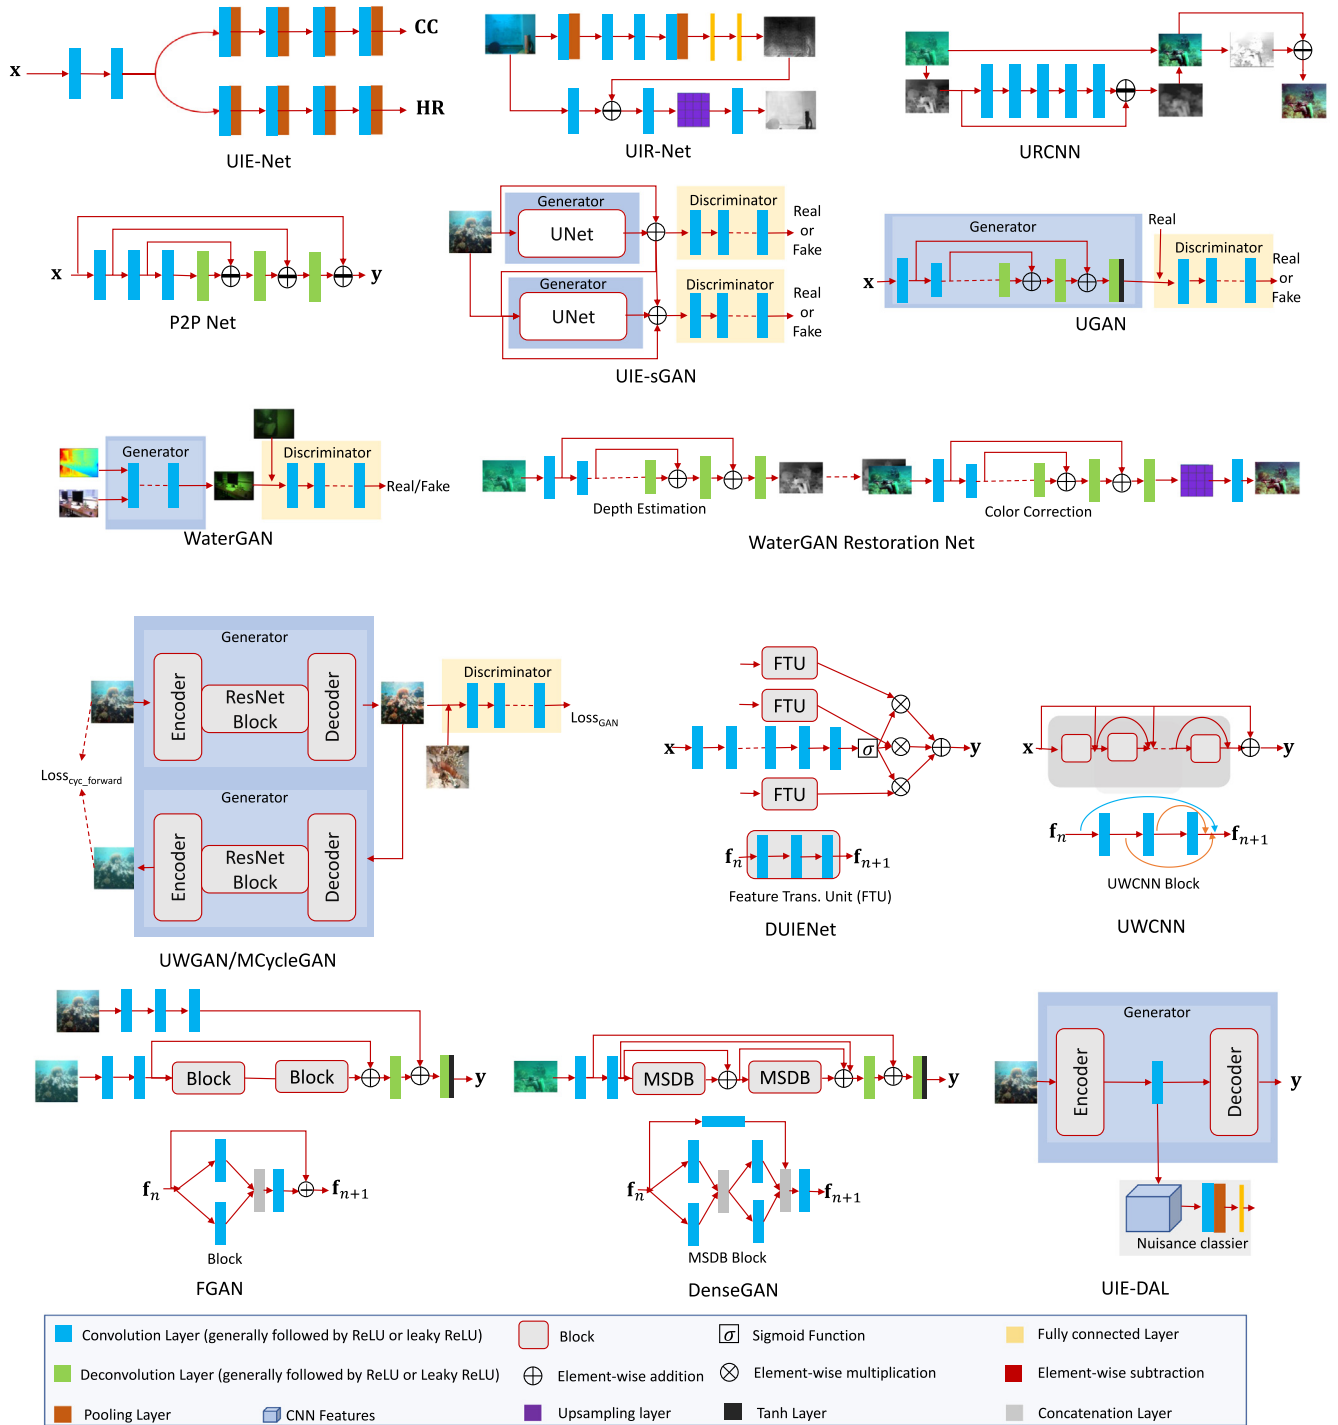 x
CC
HR
UIE-Net
UIR-Net
URCNN
x
y
P2P Net
Generator
UNet
Discriminator
Real
or
Fake
Generator
UNet
Discriminator
Real
or
Fake
UIE-sGAN
Generator
x
Real
Discriminator
Real
or
Fake
UGAN
Generator
Discriminator
Real/Fake
WaterGAN
Depth Estimation
Color Correction
WaterGAN Restoration Net
Generator
Encoder
ResNet
Block
Decoder
Discriminator
Loss_GAN
Loss_cyc_forward
Generator
Encoder
ResNet
Block
Decoder
UWGAN/MCycleGAN
FTU
FTU
x
σ
y
FTU
f_n
f_{n+1}
Feature Trans. Unit (FTU)
DUIENet
x
y
f_n
f_{n+1}
UWCNN Block
UWCNN
Block
Block
y
f_n
f_{n+1}
Block
FGAN
MSDB
MSDB
y
f_n
f_{n+1}
MSDB Block
DenseGAN
Generator
Encoder
Decoder
y
Nuisance classier
UIE-DAL
Convolution Layer (generally followed by ReLU or leaky ReLU)
Block
σ Sigmoid Function
Fully connected Layer
Deconvolution Layer (generally followed by ReLU or Leaky ReLU)
Element-wise addition
Element-wise multiplication
Element-wise subtraction
Pooling Layer
CNN Features
Upsampling layer
Tanh Layer
Concatenation Layer